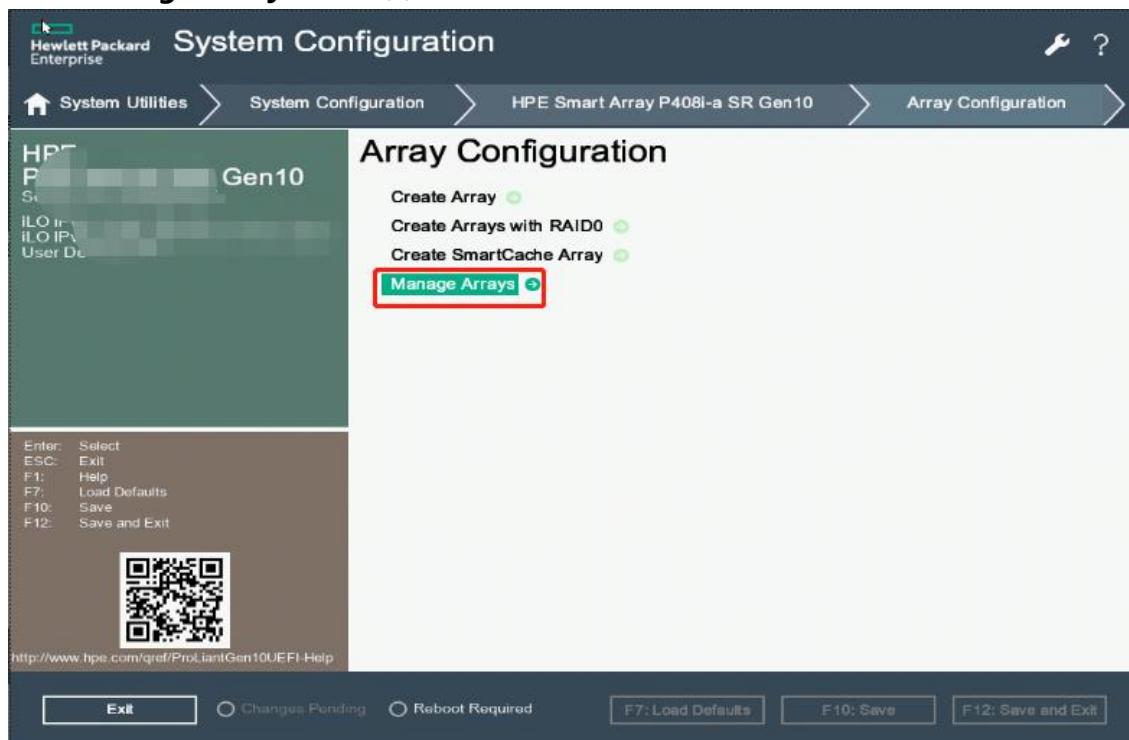 Hewlett Packard
Enterprise
System Configuration
?
System Utilities
System Configuration
HPE Smart Array P408i-a SR Gen10
Array Configuration
Gen10
iLO
iLO
User
Array Configuration
Create Array
Create Arrays with RAID0
Create SmartCache Array
Manage Arrays
Enter: Select
ESC: Exit
F1: Help
F7: Load Defaults
F10: Save
F12: Save and Exit
http://www.hpe.com/qref/ProLiantGen10UEFI-Help
Exit
Changes Pending
Reboot Required
F7: Load Defaults
F10: Save
F12: Save and Exit